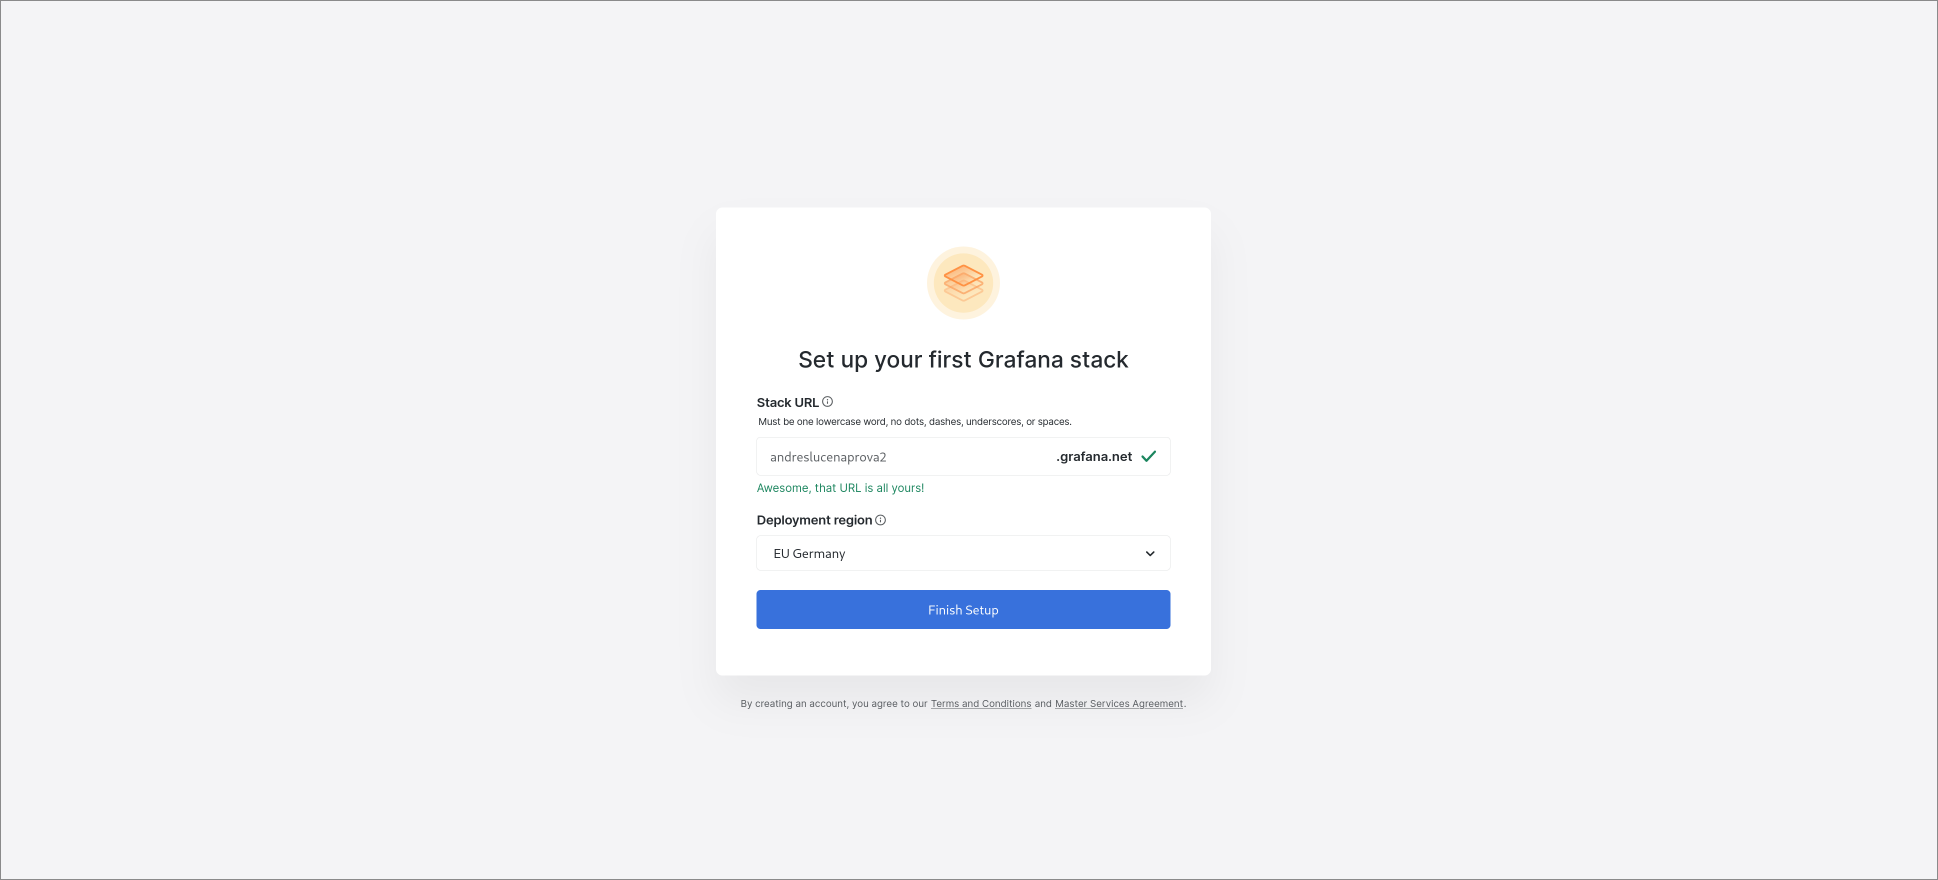 Set up your first Grafana stack
Stack URL
Must be one lowercase word, no dots, dashes, underscores, or spaces.
andreslucenaprova2 .grafana.net
Awesome, that URL is all yours!
Deployment region
EU Germany
Finish Setup
By creating an account, you agree to our Terms and Conditions and Master Services Agreement.